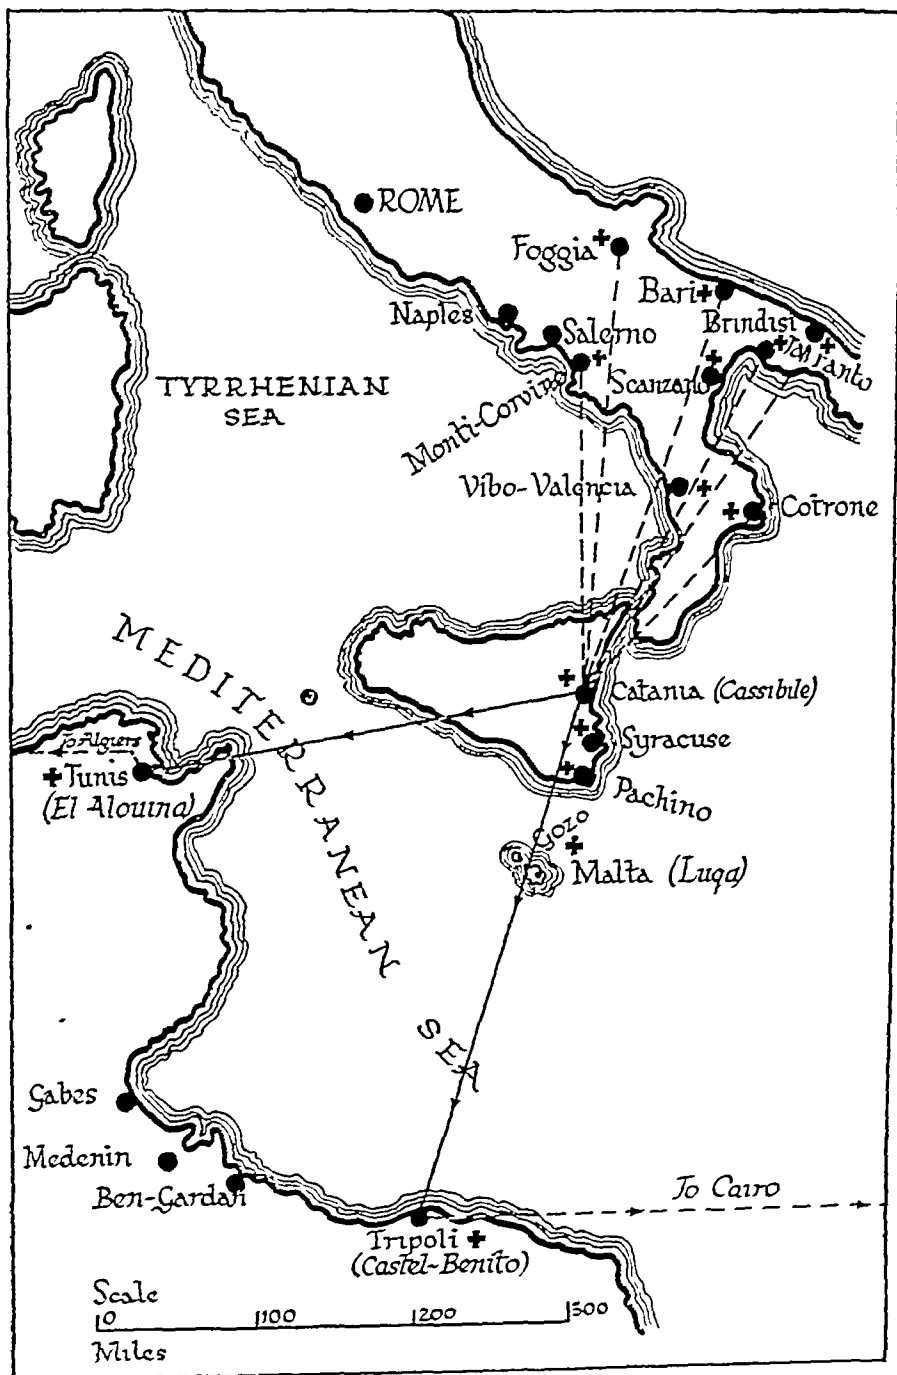 ROME
Foggia
Bari
Naples
Brindisi
Salerno
Taranto
TYRRHENIAN
SEA
Scanzano
Monti-Corvino
Vibo-Valencia
Cotrone
MEDITERRANEAN SEA
Catania (Cassibile)
To Algiers
Syracuse
Tunis
(El Alouina)
Pachino
Gozo
Malta (Luqa)
Gabes
Medenin
Ben-Gardan
To Cairo
Tripoli
(Castel-Benito)
Scale
0 100 200 300
Miles